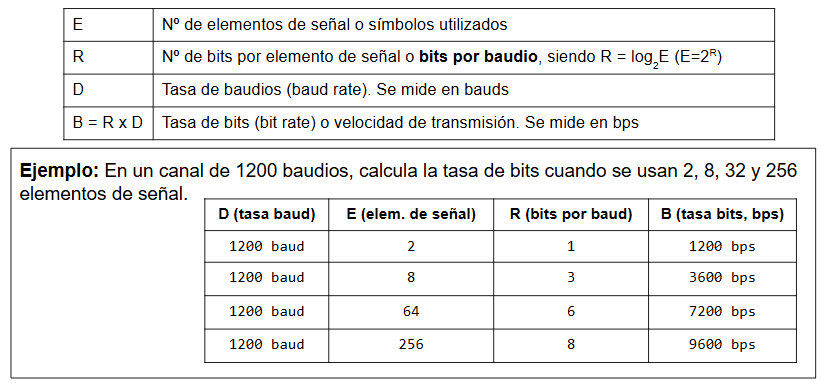 E Nº de elementos de señal o símbolos utilizados
R Nº de bits por elemento de señal o bits por baudio, siendo R = log2E (E=2R)
D Tasa de baudios (baud rate). Se mide en bauds
B = R x D Tasa de bits (bit rate) o velocidad de transmisión. Se mide en bps
Ejemplo: En un canal de 1200 baudios, calcula la tasa de bits cuando se usan 2, 8, 32 y 256
elementos de señal.
D (tasa baud) E (elem. de señal) R (bits por baud) B (tasa bits, bps)
1200 baud 2 1 1200 bps
1200 baud 8 3 3600 bps
1200 baud 64 6 7200 bps
1200 baud 256 8 9600 bps